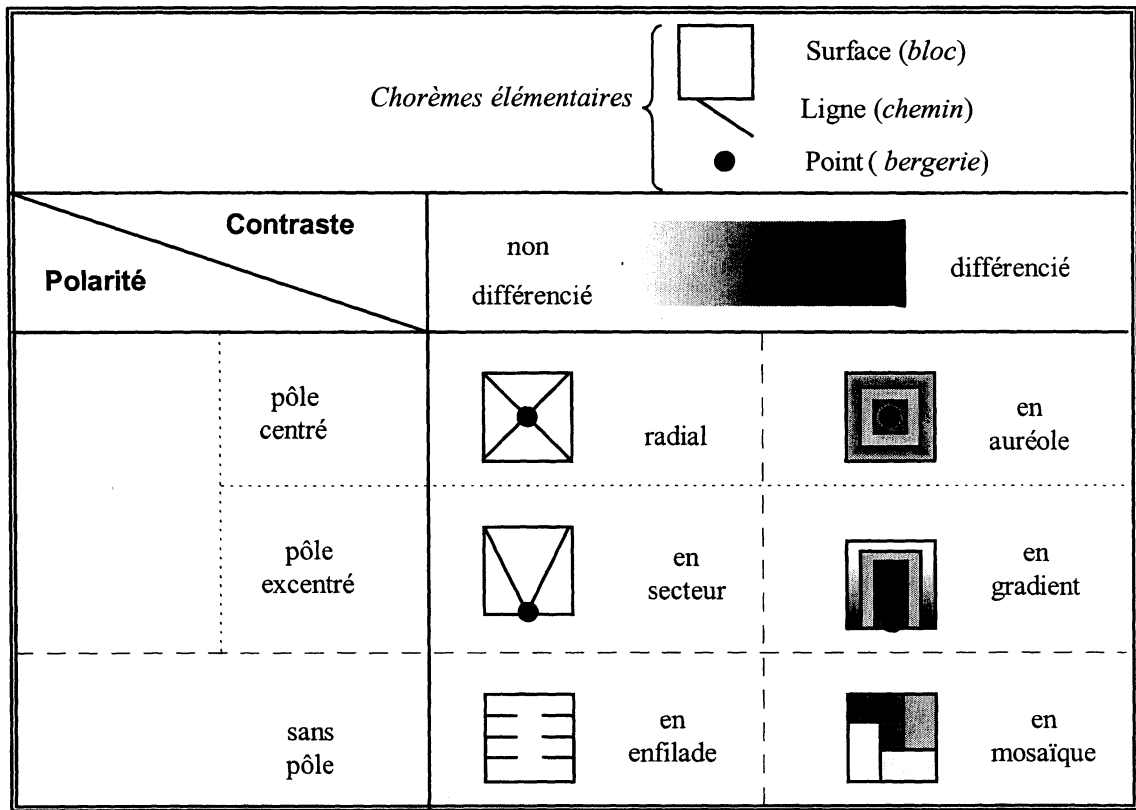 Chorèmes élémentaires
Surface (bloc)
Ligne (chemin)
Point ( bergerie)
Contraste
Polarité
non
différencié
différencié
pôle
centré
radial
en
auréole
pôle
excentré
en
secteur
en
gradient
sans
pôle
en
enfilade
en
mosaïque